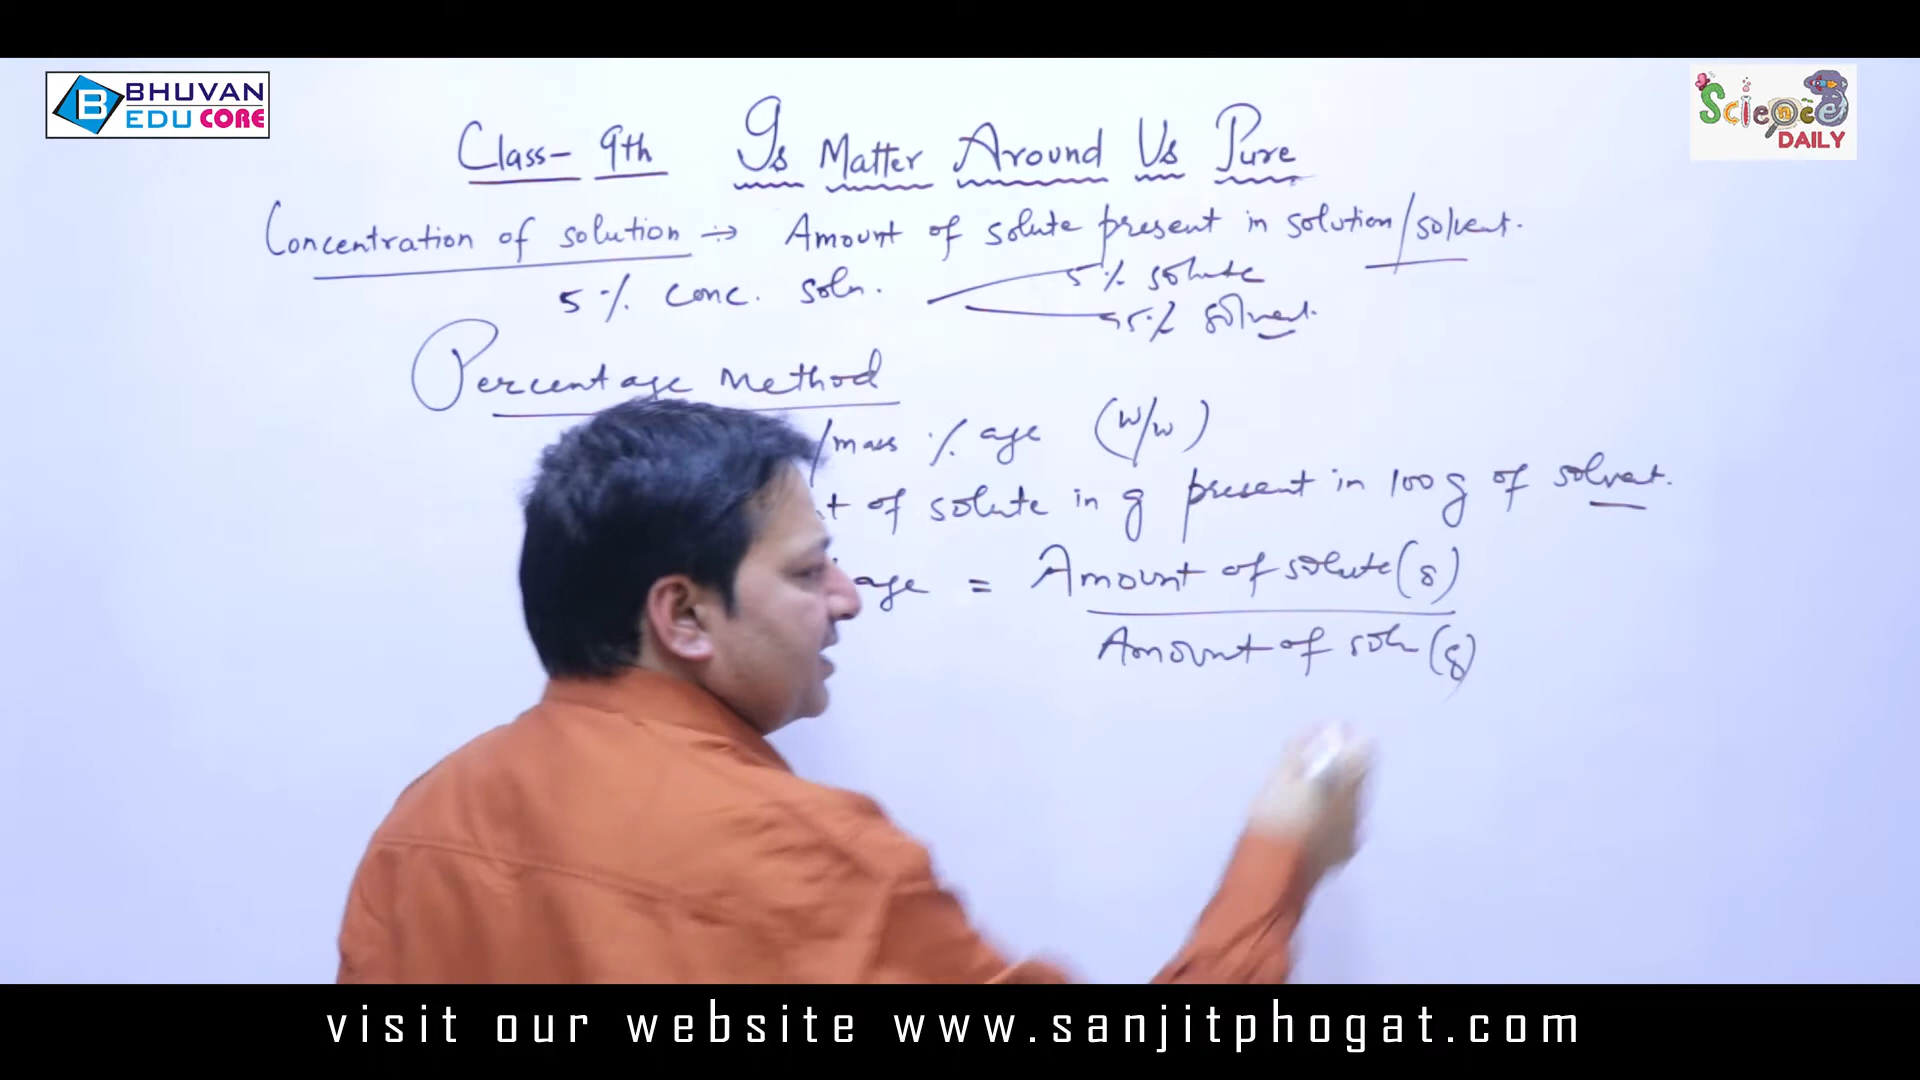 BHUVAN
EDU CORE
B
Science
DAILY
Class- 9th Is Matter Around Us Pure
Concentration of solution → Amount of solute present in solution/solvent.
5% conc. soln. 5% solute
95% solvent.
Percentage Method
/mass % age (w/w)
of solute in g present in 100g of solvent.
age = Amount of solute (g)
Amount of soln (g)
visit our website www.sanjitphogat.com